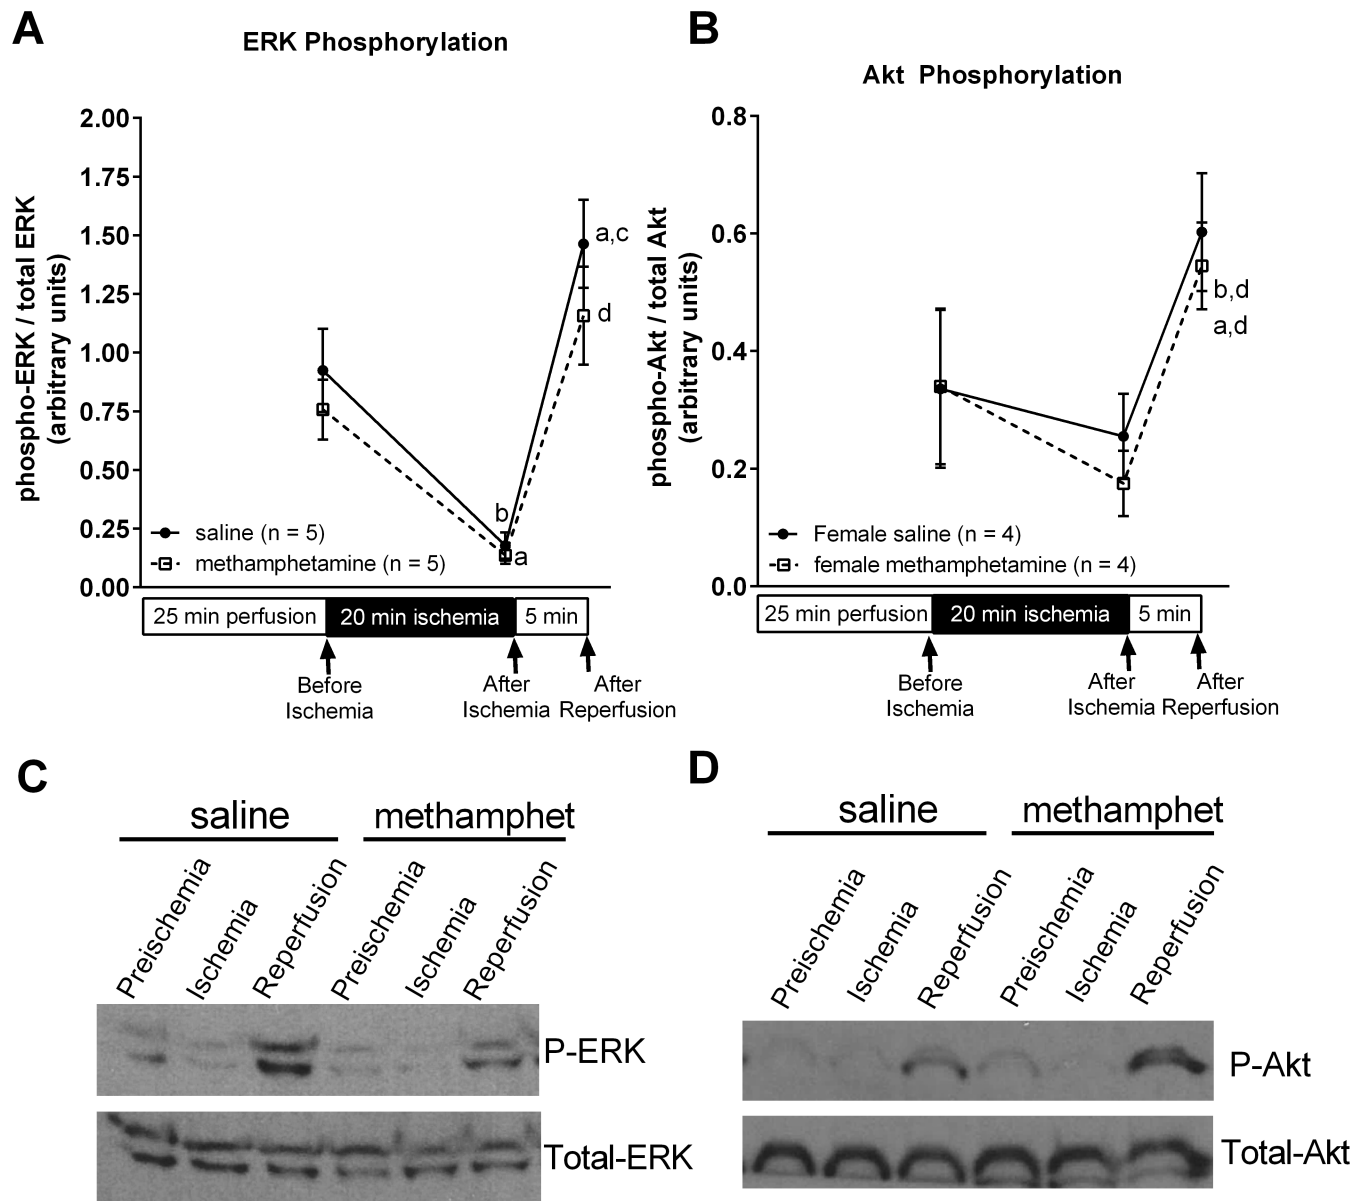 A
ERK Phosphorylation
phospho-ERK / total ERK
(arbitrary units)
2.00
1.75
1.50
1.25
1.00
0.75
0.50
0.25
0.00
a,c
d
b
a
saline (n = 5)
methamphetamine (n = 5)
25 min perfusion
20 min ischemia
5 min
Before
Ischemia
After
Ischemia
After
Reperfusion
B
Akt Phosphorylation
phospho-Akt / total Akt
(arbitrary units)
0.8
0.6
0.4
0.2
0.0
b,d
a,d
Female saline (n = 4)
female methamphetamine (n = 4)
25 min perfusion
20 min ischemia
5 min
Before
Ischemia
After
Ischemia
After
Reperfusion
C
saline
methamphet
Preischemia
Ischemia
Reperfusion
Preischemia
Ischemia
Reperfusion
P-ERK
Total-ERK
D
saline
methamphet
Preischema
Ischemia
Reperfusion
Preischemia
Ischemia
Reperfusion
P-Akt
Total-Akt